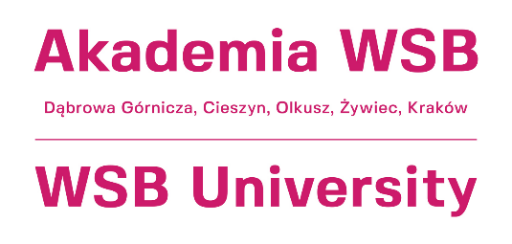 Akademia WSB
Dąbrowa Górnicza, Cieszyn, Olkusz, Żywiec, Kraków
WSB University